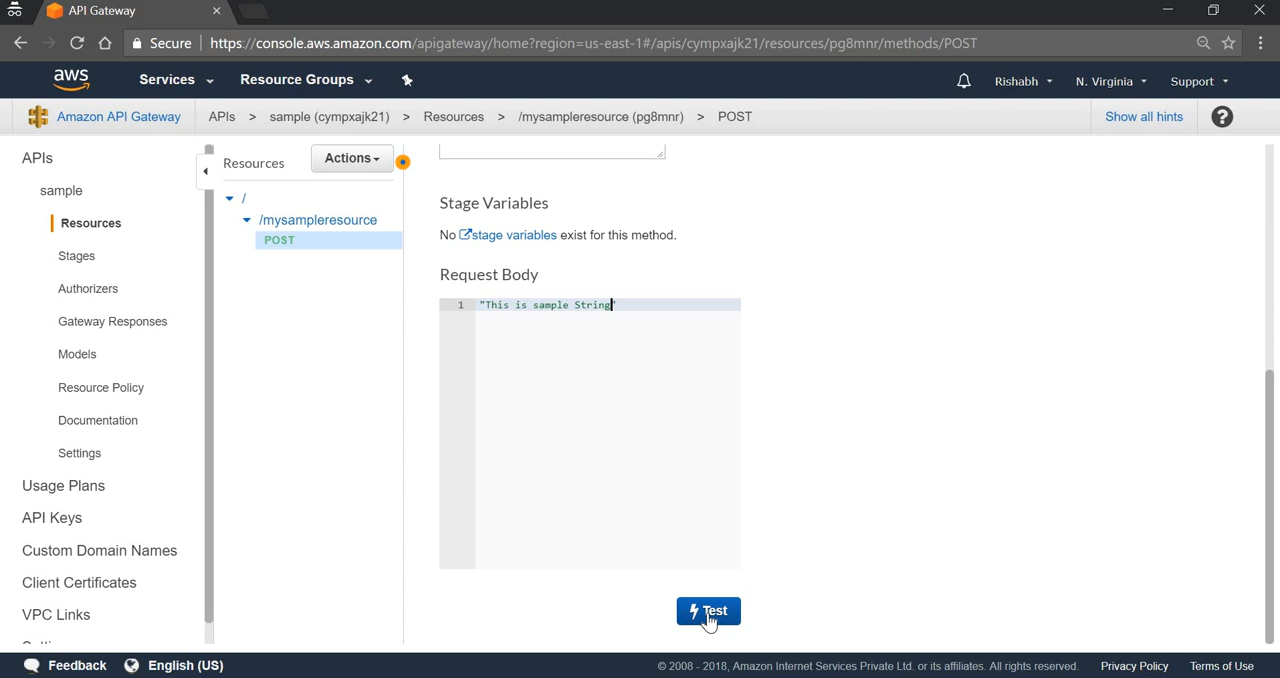 API Gateway
Secure https://console.aws.amazon.com/apigateway/home?region=us-east-1#/apis/cympxajk21/resources/pg8mnr/methods/POST
aws Services Resource Groups Rishabh N. Virginia Support
Amazon API Gateway APIs > sample (cympxajk21) > Resources > /mysampleresource (pg8mnr) > POST Show all hints ?
APIs
sample
Resources
Stages
Authorizers
Gateway Responses
Models
Resource Policy
Documentation
Settings
Usage Plans
API Keys
Custom Domain Names
Client Certificates
VPC Links
Resources Actions
/
/mysampleresource
POST
Stage Variables
No stage variables exist for this method.
Request Body
1 "This is sample String"
Test
Feedback English (US) © 2008 - 2018, Amazon Internet Services Private Ltd. or its affiliates. All rights reserved. Privacy Policy Terms of Use